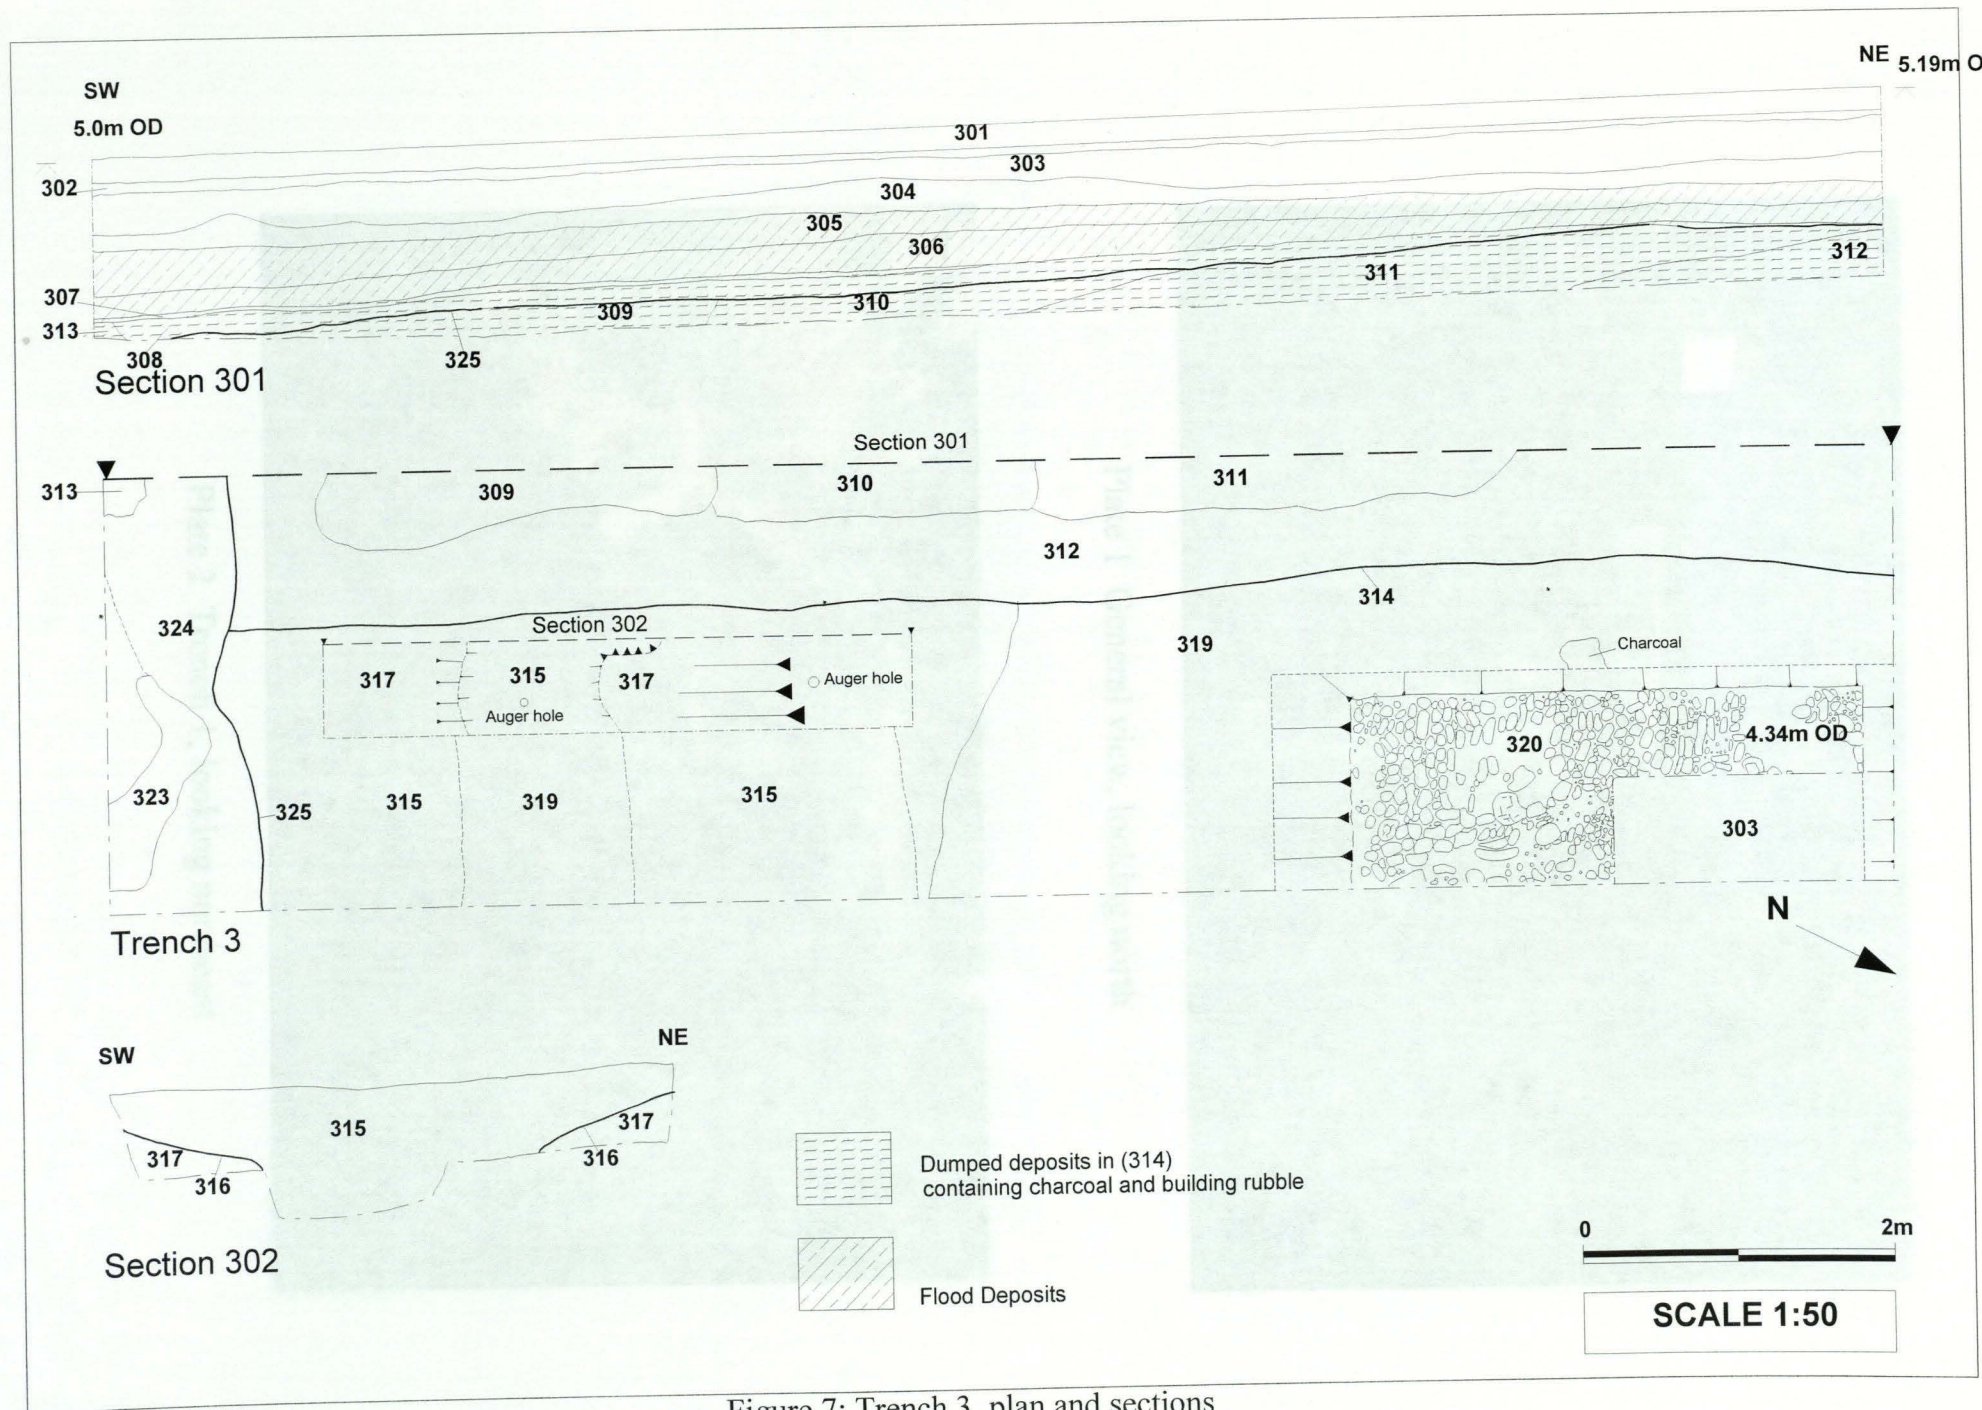 SW
5.0m OD
NE
5.19m O
301
303
302
304
305
306
312
311
307
309
310
313
308
325
Section 301
Section 301
313
309
310
311
312
314
324
Section 302
319
Charcoal
317
315
317
Auger hole
Auger hole
320
4.34m OD
323
325
315
319
315
303
N
Trench 3
SW
NE
315
317
317
316
316
Section 302
Dumped deposits in (314)
containing charcoal and building rubble
Flood Deposits
0
2m
SCALE 1:50
Figure 7: Trench 3, plan and sections